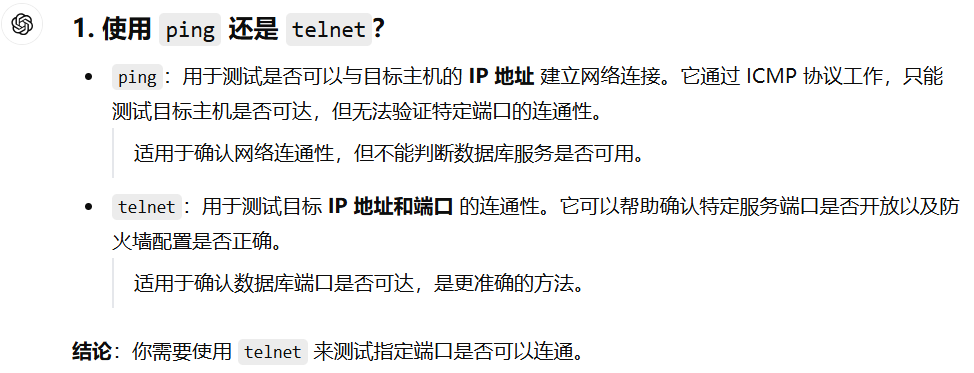 1. 使用 ping 还是 telnet？
ping：用于测试是否可以与目标主机的 IP 地址 建立网络连接。它通过 ICMP 协议工作，只能
测试目标主机是否可达，但无法验证特定端口的连通性。
适用于确认网络连通性，但不能判断数据库服务是否可用。
telnet：用于测试目标 IP 地址和端口 的连通性。它可以帮助确认特定服务端口是否开放以及防
火墙配置是否正确。
适用于确认数据库端口是否可达，是更准确的方法。
结论：你需要使用 telnet 来测试指定端口是否可以连通。